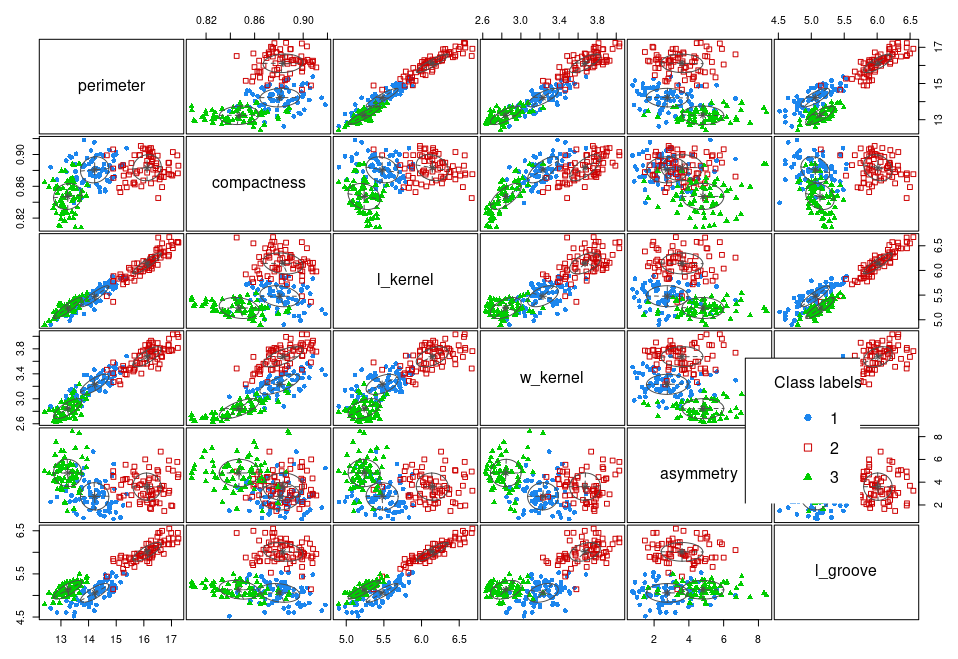 0.82 0.86 0.90 2.6 3.0 3.4 3.8 4.5 5.0 5.5 6.0 6.5
perimeter
13 15 17
compactness
0.82 0.86 0.90
l_kernel
5.0 5.5 6.0 6.5
w_kernel
2.6 3.0 3.4 3.8
Class labels
1
2
3
asymmetry
2 4 6 8
l_groove
4.5 5.5 6.5
13 14 15 16 17 5.0 5.5 6.0 6.5 2 4 6 8